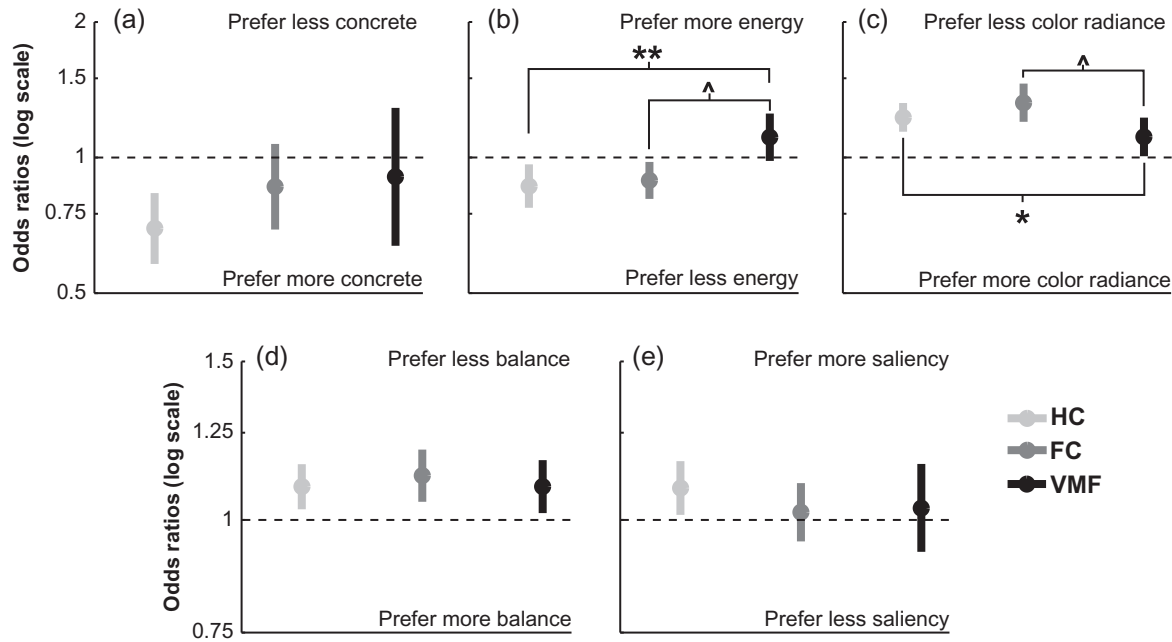 (a)
Prefer less concrete
(b)
Prefer more energy
(c)
Prefer less color radiance
2
1.5
1
0.75
0.5
Odds ratios (log scale)
**
^
^
*
Prefer more concrete
Prefer less energy
Prefer more color radiance
(d)
Prefer less balance
(e)
Prefer more saliency
1.5
1.25
1
0.75
Odds ratios (log scale)
HC
FC
VMF
Prefer more balance
Prefer less saliency